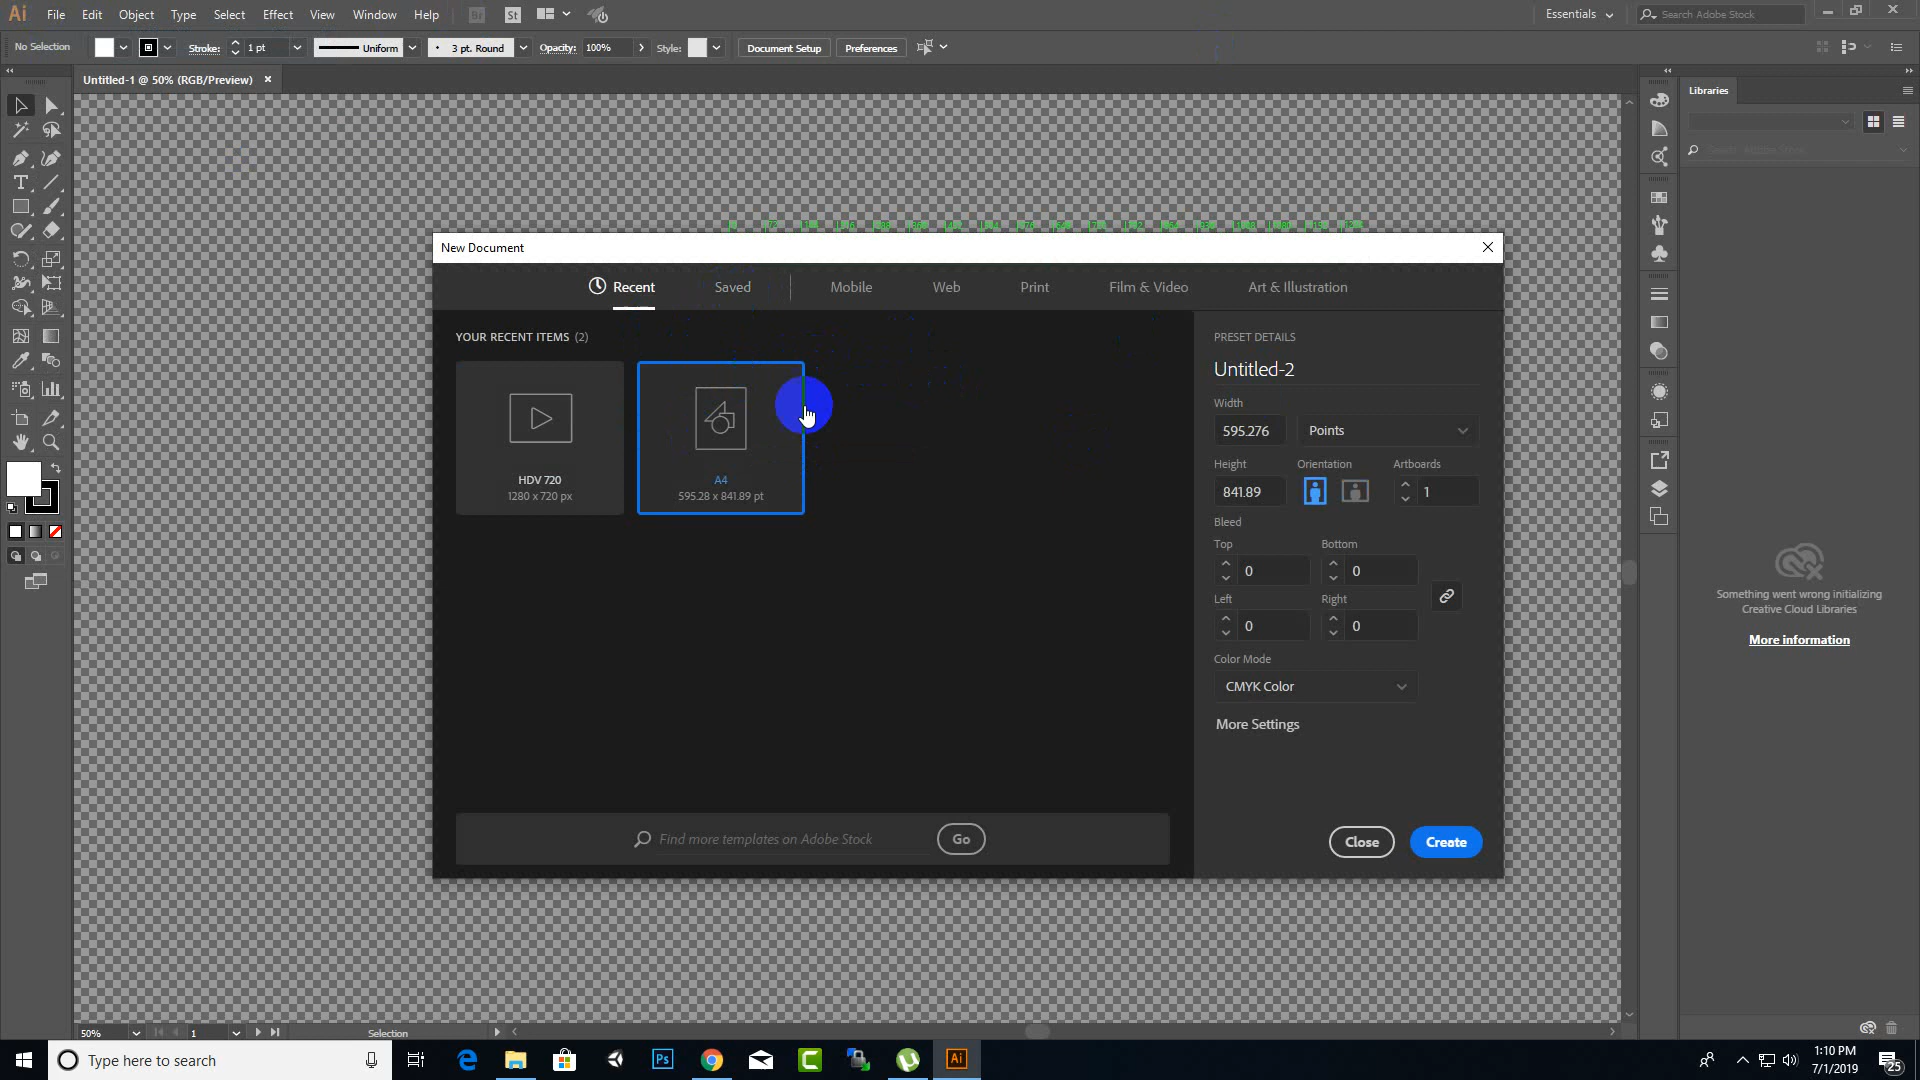 Ai File Edit Object Type Select Effect View Window Help Br St Essentials Search Adobe Stock
No Selection Stroke: 1 pt Uniform 3 pt. Round Opacity: 100% Style: Document Setup Preferences
Untitled-1 @ 50% (RGB/Preview)
Libraries
New Document
Recent Saved Mobile Web Print Film & Video Art & Illustration
YOUR RECENT ITEMS (2)
HDV 720
1280 x 720 px
A4
595.28 x 841.89 pt
PRESET DETAILS
Untitled-2
Width
595.276 Points
Height Orientation Artboards
841.89 1
Bleed
Top Bottom
0 0
Left Right
0 0
Color Mode
CMYK Color
More Settings
Find more templates on Adobe Stock Go
Close Create
Something went wrong initializing
Creative Cloud Libraries
More information
50% 1 Selection
Type here to search
Ps
Ai
1:10 PM
7/1/2019
25